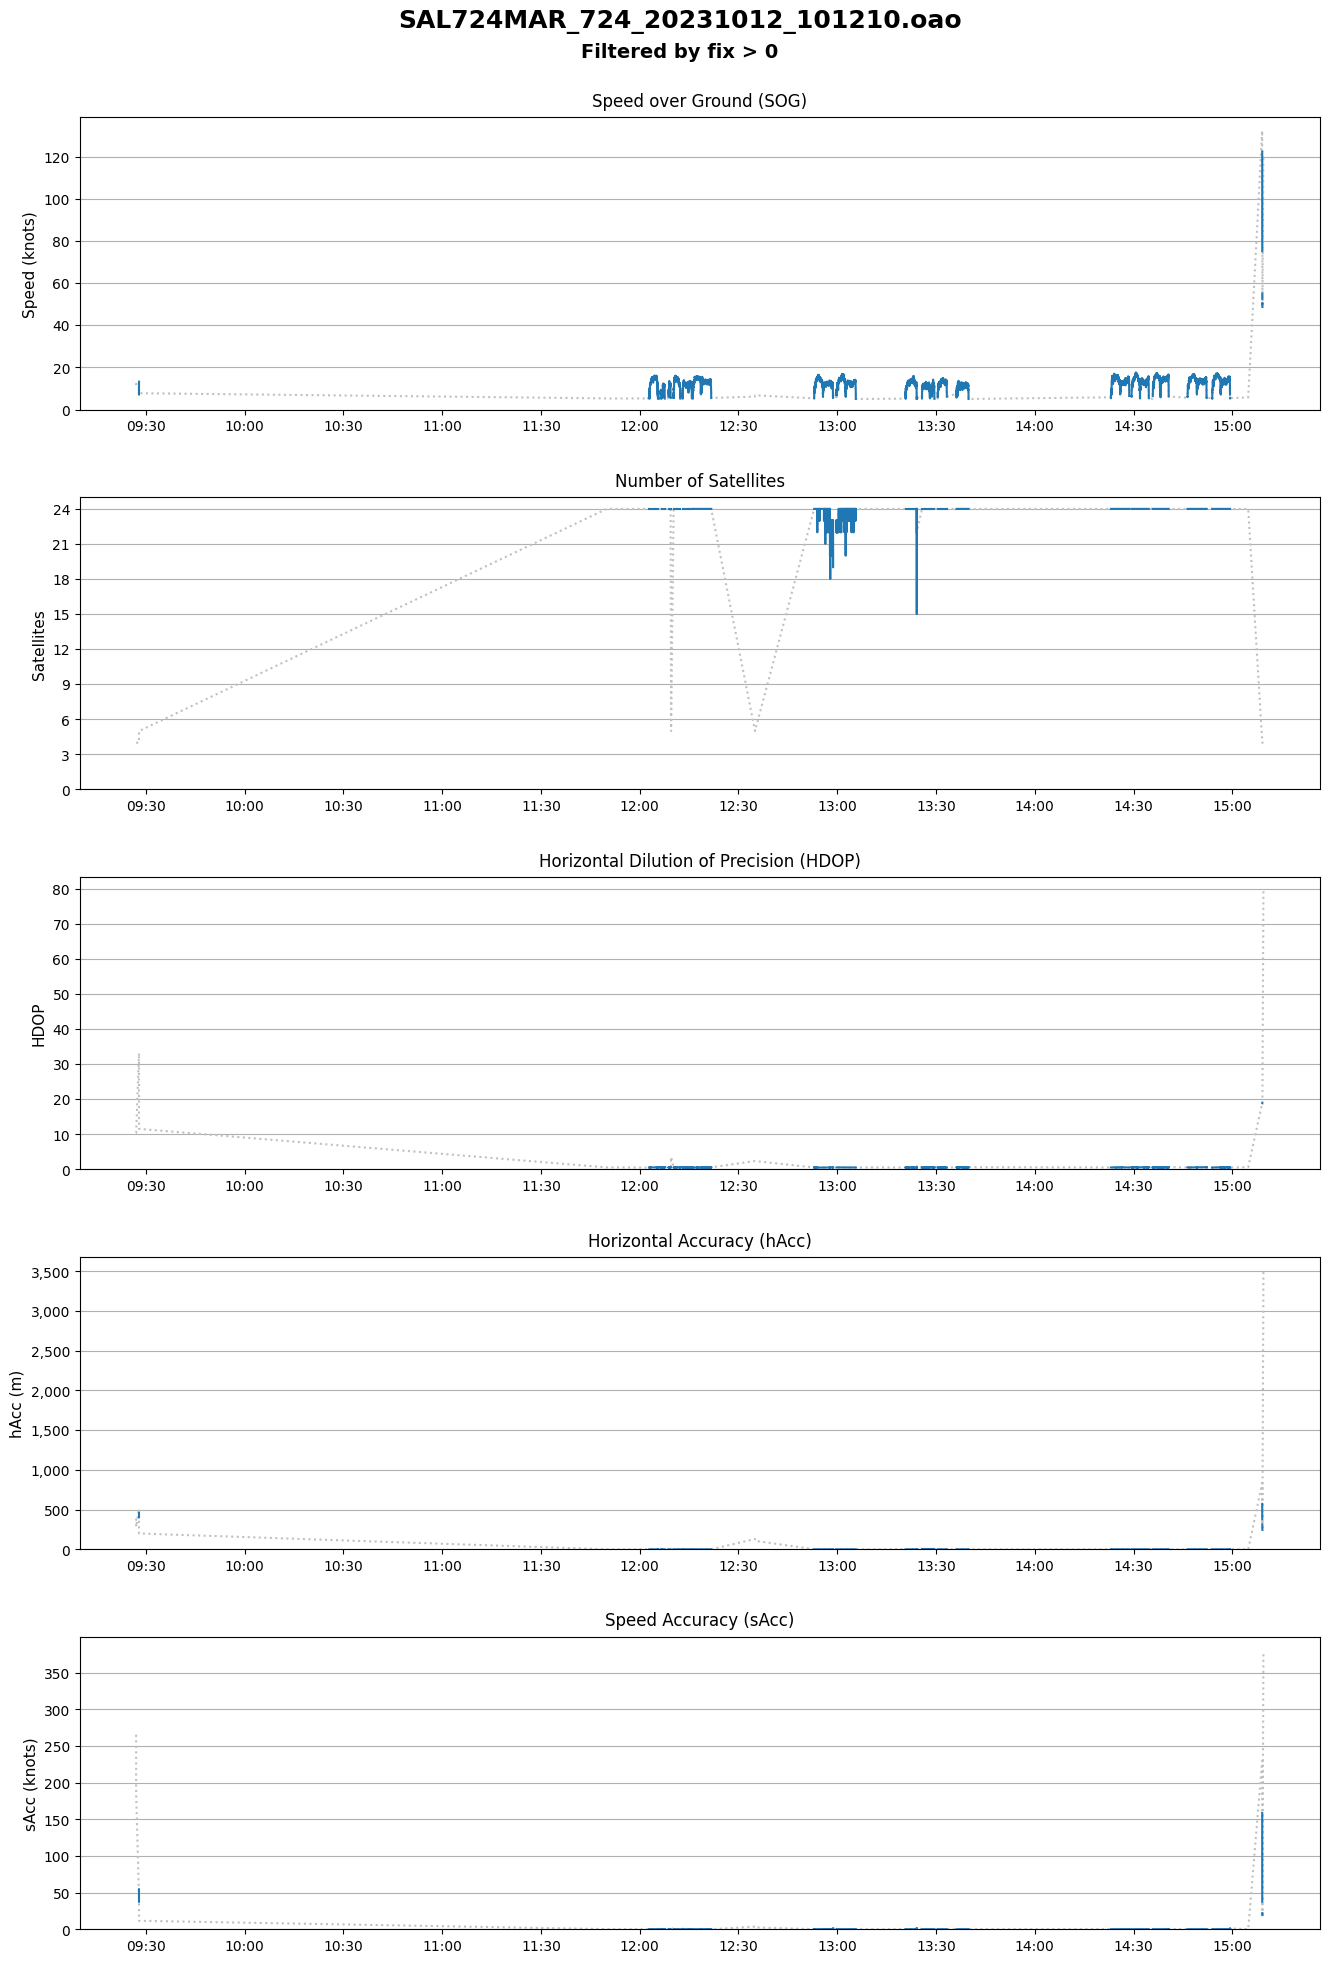 SAL724MAR_724_20231012_101210.oao
Filtered by fix > 0
Speed over Ground (SOG)
Speed (knots)
120
100
80
60
40
20
0
09:30 10:00 10:30 11:00 11:30 12:00 12:30 13:00 13:30 14:00 14:30 15:00
Number of Satellites
Satellites
24
21
18
15
12
9
6
3
0
09:30 10:00 10:30 11:00 11:30 12:00 12:30 13:00 13:30 14:00 14:30 15:00
Horizontal Dilution of Precision (HDOP)
HDOP
80
70
60
50
40
30
20
10
0
09:30 10:00 10:30 11:00 11:30 12:00 12:30 13:00 13:30 14:00 14:30 15:00
Horizontal Accuracy (hAcc)
hAcc (m)
3,500
3,000
2,500
2,000
1,500
1,000
500
0
09:30 10:00 10:30 11:00 11:30 12:00 12:30 13:00 13:30 14:00 14:30 15:00
Speed Accuracy (sAcc)
sAcc (knots)
350
300
250
200
150
100
50
0
09:30 10:00 10:30 11:00 11:30 12:00 12:30 13:00 13:30 14:00 14:30 15:00